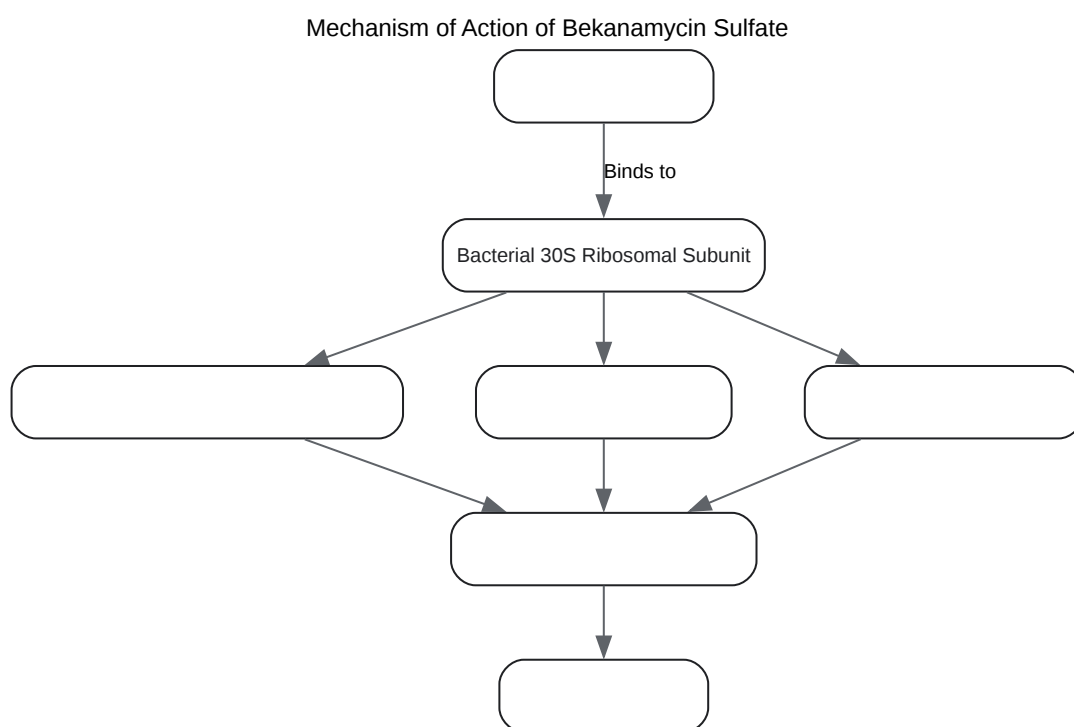 Mechanism of Action of Bekanamycin Sulfate
Binds to
Bacterial 30S Ribosomal Subunit